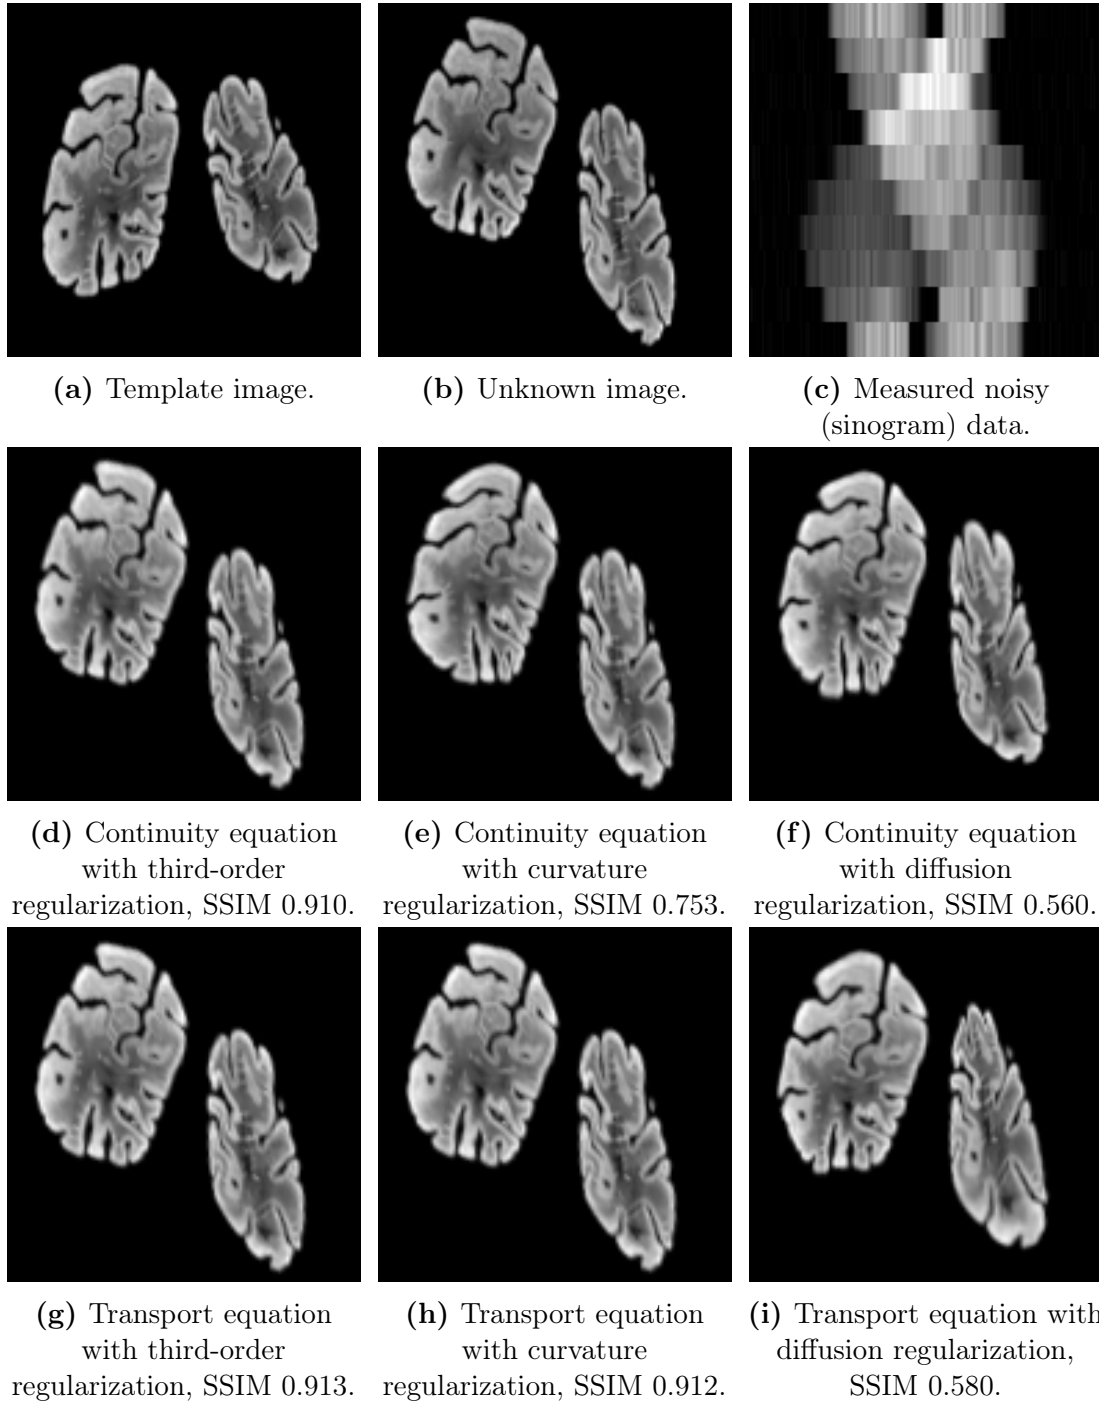 (a) Template image.
(b) Unknown image.
(c) Measured noisy
(sinogram) data.
(d) Continuity equation
with third-order
regularization, SSIM 0.910.
(e) Continuity equation
with curvature
regularization, SSIM 0.753.
(f) Continuity equation
with diffusion
regularization, SSIM 0.560.
(g) Transport equation
with third-order
regularization, SSIM 0.913.
(h) Transport equation
with curvature
regularization, SSIM 0.912.
(i) Transport equation with
diffusion regularization,
SSIM 0.580.